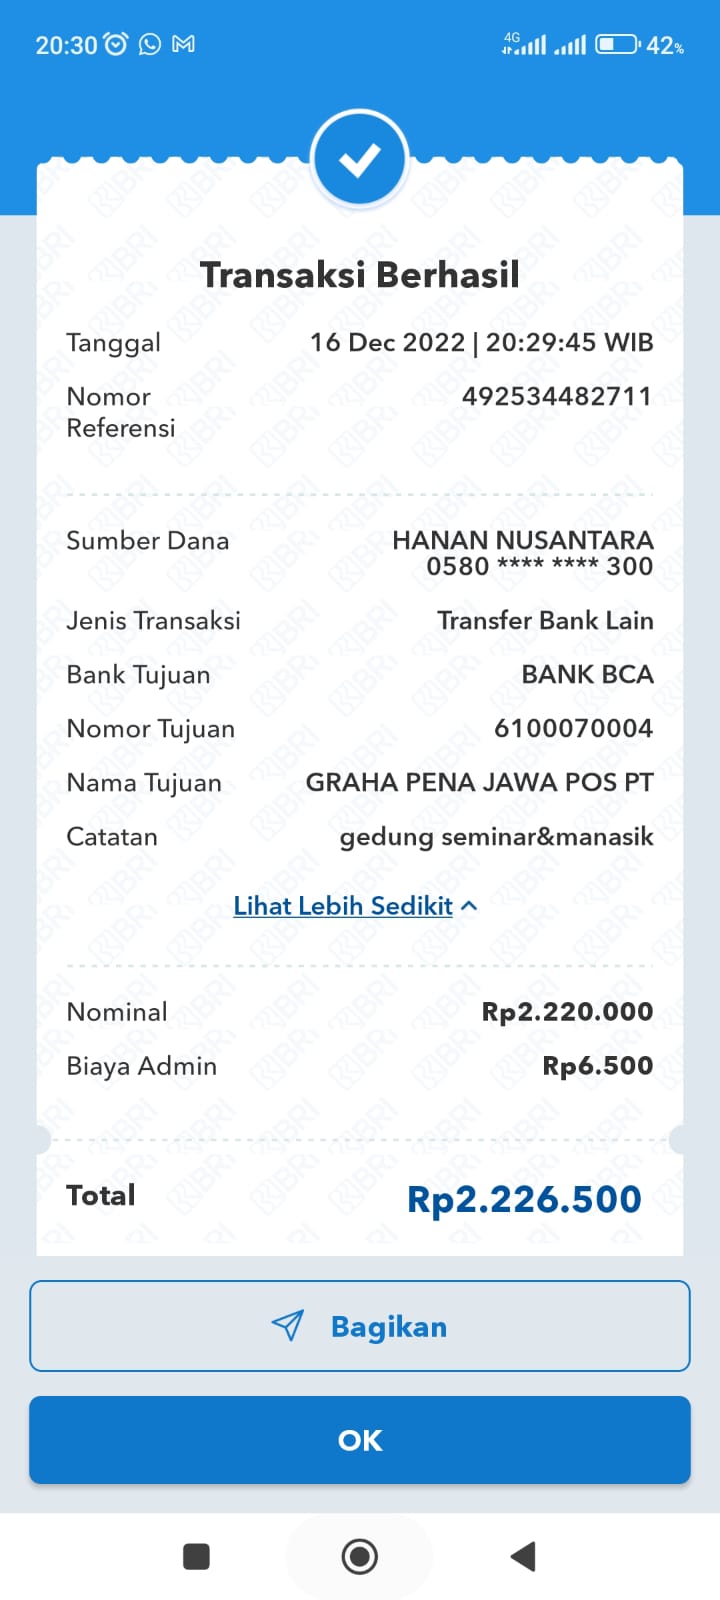 20:30
4G
42%
Transaksi Berhasil
Tanggal 16 Dec 2022 | 20:29:45 WIB
Nomor Referensi 492534482711
Sumber Dana HANAN NUSANTARA
0580 **** **** 300
Jenis Transaksi Transfer Bank Lain
Bank Tujuan BANK BCA
Nomor Tujuan 6100070004
Nama Tujuan GRAHA PENA JAWA POS PT
Catatan gedung seminar&manasik
Lihat Lebih Sedikit
Nominal Rp2.220.000
Biaya Admin Rp6.500
Total Rp2.226.500
Bagikan
OK